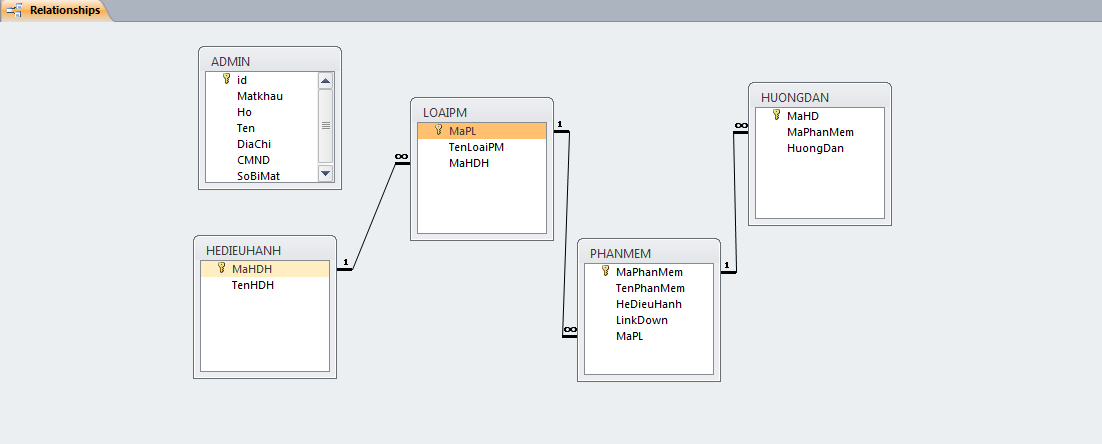 Relationships
ADMIN
id
Matkhau
Ho
Ten
DiaChi
CMND
SoBiMat
LOAIPM
MaPL
TenLoaiPM
MaHDH
HUONGDAN
MaHD
MaPhanMem
HuongDan
HEDIEUHANH
MaHDH
TenHDH
PHANMEM
MaPhanMem
TenPhanMem
HeDieuHanh
LinkDown
MaPL
1
∞
1
∞
1
∞